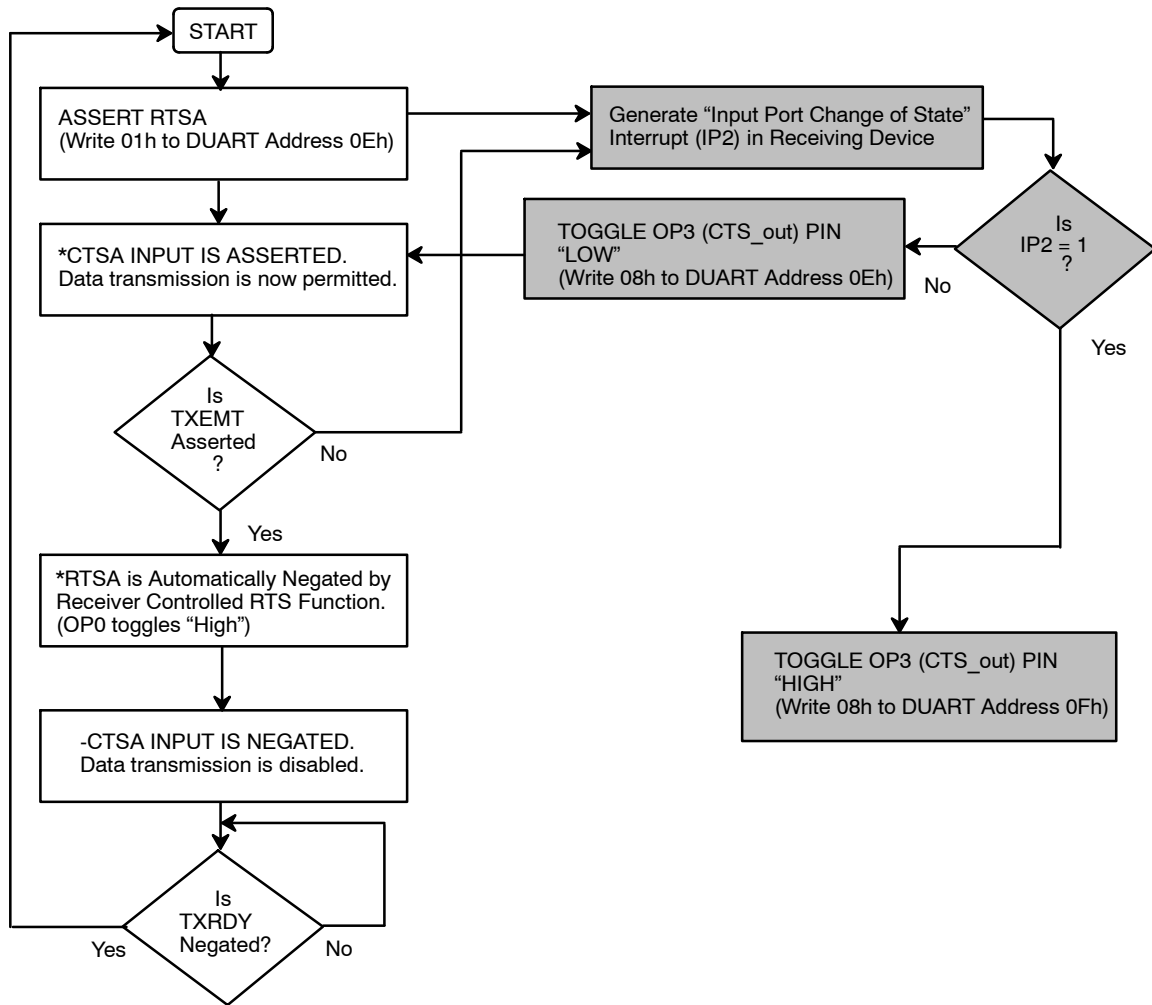 START
ASSERT RTSA
(Write 01h to DUART Address 0Eh)
Generate “Input Port Change of State”
Interrupt (IP2) in Receiving Device
*CTSA INPUT IS ASSERTED.
Data transmission is now permitted.
TOGGLE OP3 (CTS_out) PIN
“LOW”
(Write 08h to DUART Address 0Eh)
Is
IP2 = 1
?
No
Yes
Is
TXEMT
Asserted
?
No
Yes
*RTSA is Automatically Negated by
Receiver Controlled RTS Function.
(OP0 toggles “High”)
TOGGLE OP3 (CTS_out) PIN
“HIGH”
(Write 08h to DUART Address 0Fh)
-CTSA INPUT IS NEGATED.
Data transmission is disabled.
Is
TXRDY
Negated?
Yes
No